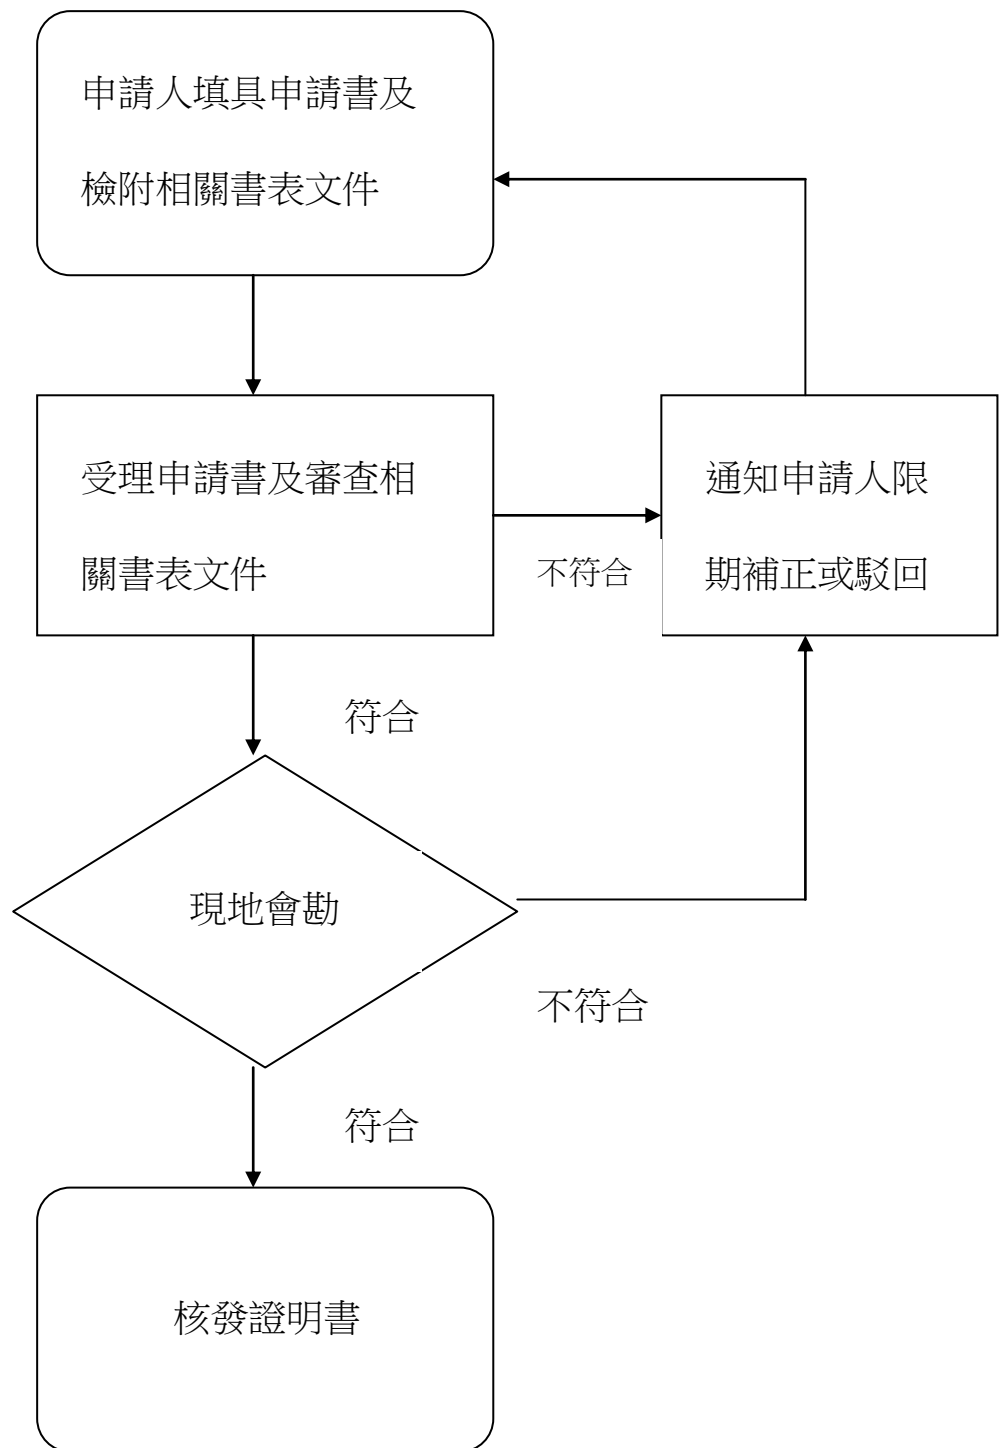 申請人填具申請書及
檢附相關書表文件
受理申請書及審查相
關書表文件
不符合
通知申請人限
期補正或駁回
符合
現地會勘
不符合
符合
核發證明書